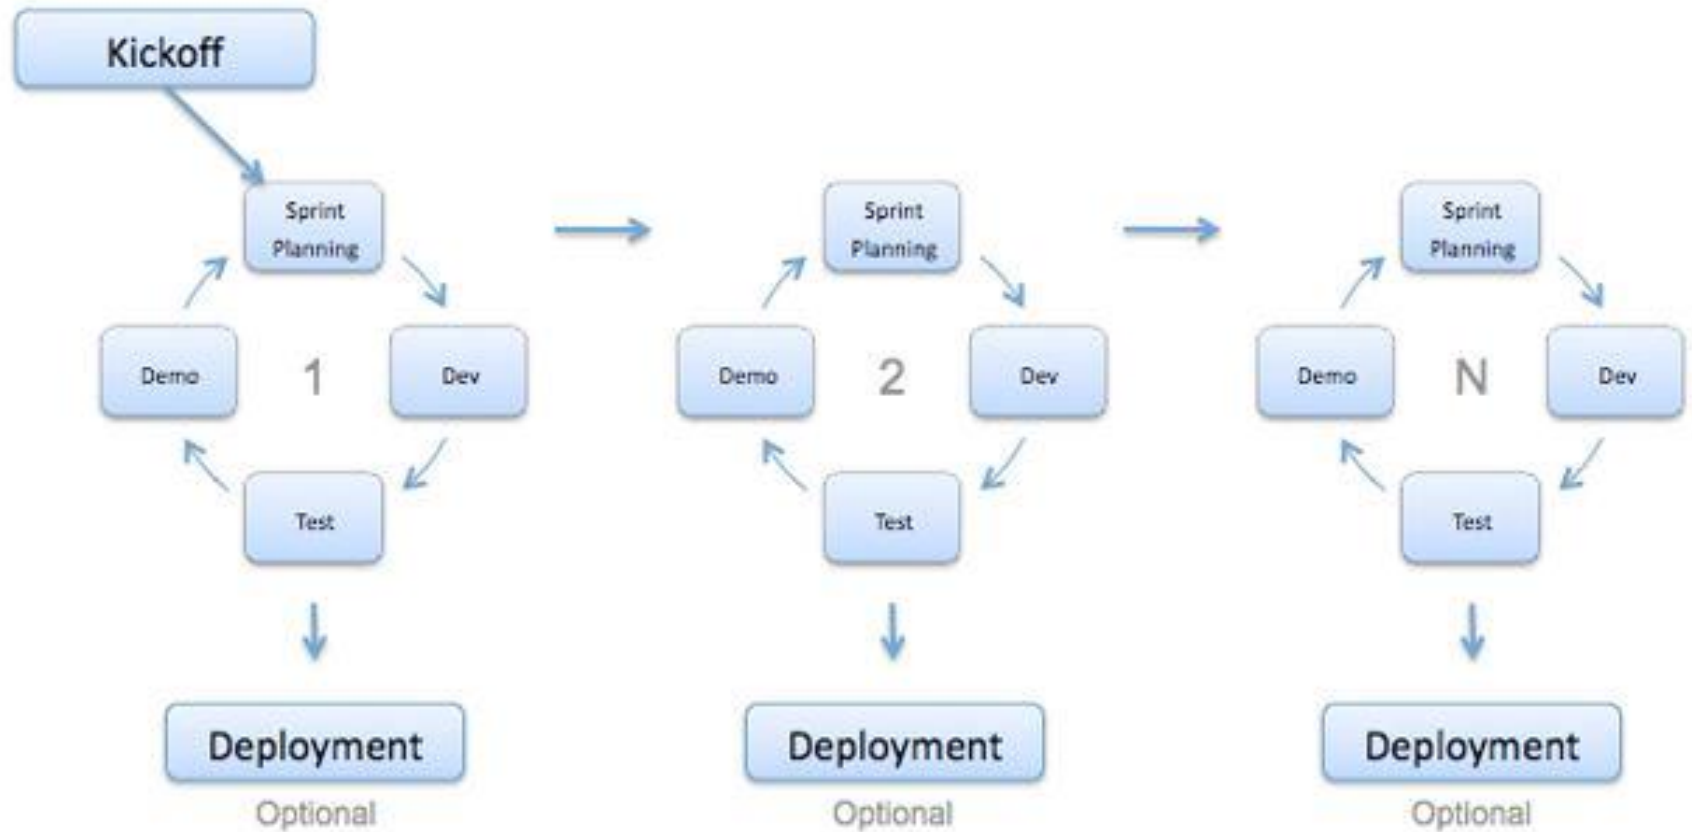 Kickoff
Sprint
Planning
Sprint
Planning
Sprint
Planning
Demo
1
Dev
Demo
2
Dev
Demo
N
Dev
Test
Test
Test
Deployment
Deployment
Deployment
Optional
Optional
Optional